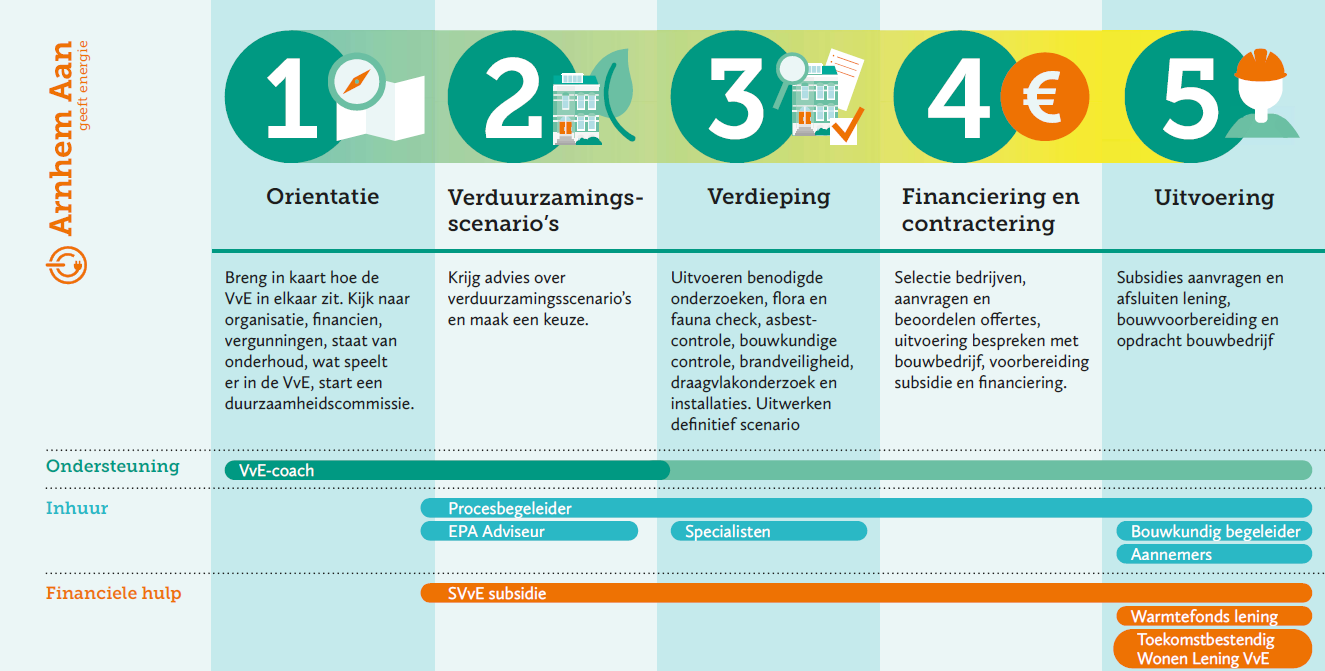 Arnhem Aan
geeft energie
1
2
3
4
€
5
Orientatie
Verduurzamings-
scenario's
Verdieping
Financiering en
contractering
Uitvoering
Breng in kaart hoe de
VvE in elkaar zit. Kijk naar
organisatie, financien,
vergunningen, staat van
onderhoud, wat speelt
er in de VvE, start een
duurzaamheidscommissie.
Krijg advies over
verduurzamingsscenario's
en maak een keuze.
Uitvoeren benodigde
onderzoeken, flora en
fauna check, asbest-
controle, bouwkundige
controle, brandveiligheid,
draagvlakonderzoek en
installaties. Uitwerken
definitief scenario
Selectie bedrijven,
aanvragen en
beoordelen offertes,
uitvoering bespreken met
bouwbedrijf, voorbereiding
subsidie en financiering.
Subsidies aanvragen en
afsluiten lening,
bouwvoorbereiding en
opdracht bouwbedrijf
Ondersteuning
VvE-coach
Inhuur
Procesbegeleider
EPA Adviseur
Specialisten
Bouwkundig begeleider
Aannemers
Financiele hulp
SVvE subsidie
Warmtefonds lening
Toekomstbestendig
Wonen Lening VvE